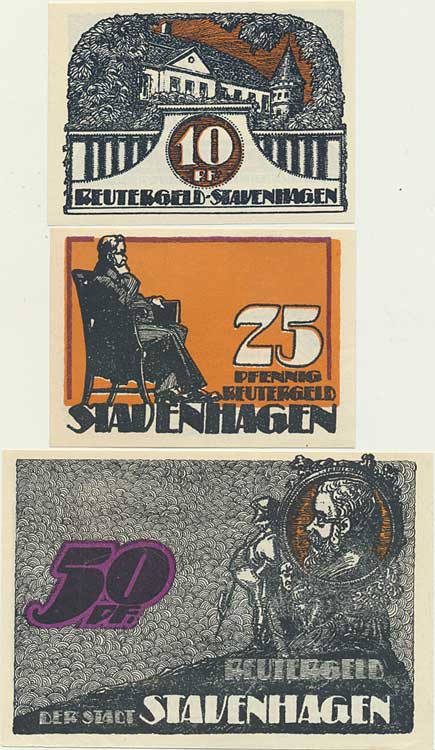 10
PF.
REUTERGELD-STAVENHAGEN
25
PFENNIG
REUTERGELD
STAVENHAGEN
50
PF.
REUTERGELD
DER STADT STAVENHAGEN